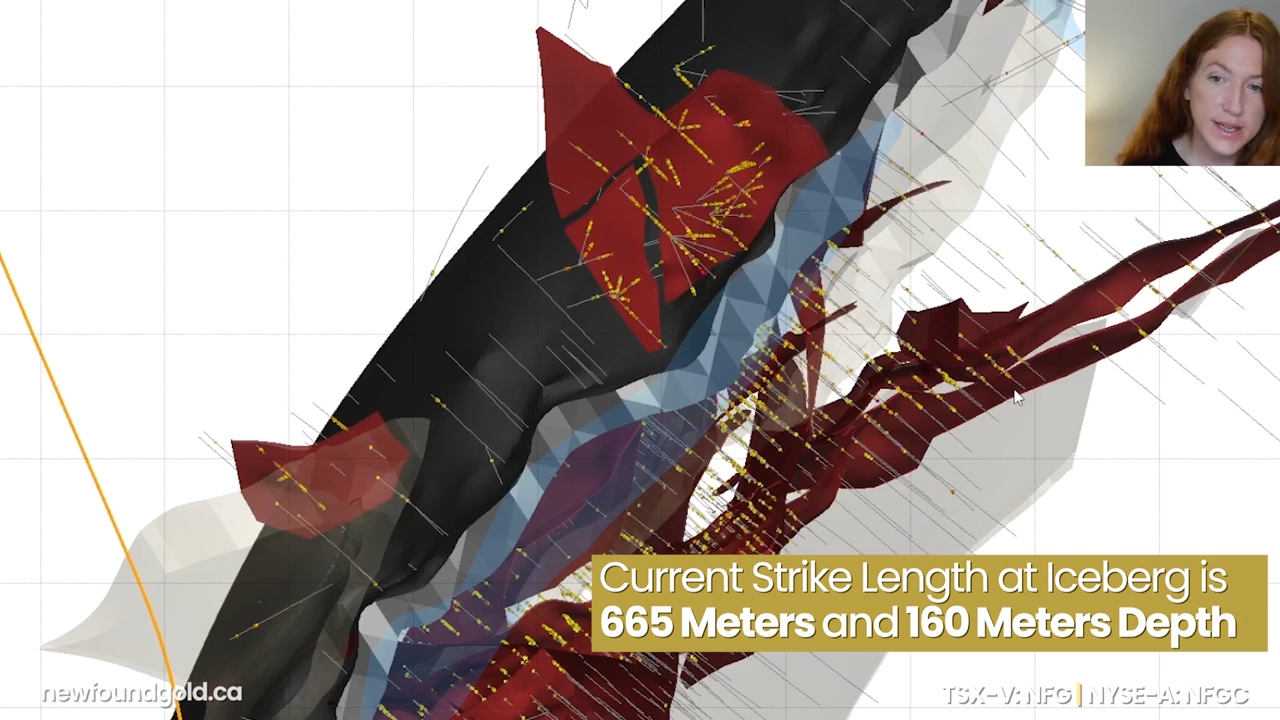 Current Strike Length at Iceberg is
665 Meters and 160 Meters Depth
newfoundgold.ca
TSX-V: NFG | NYSE-A: NFGC